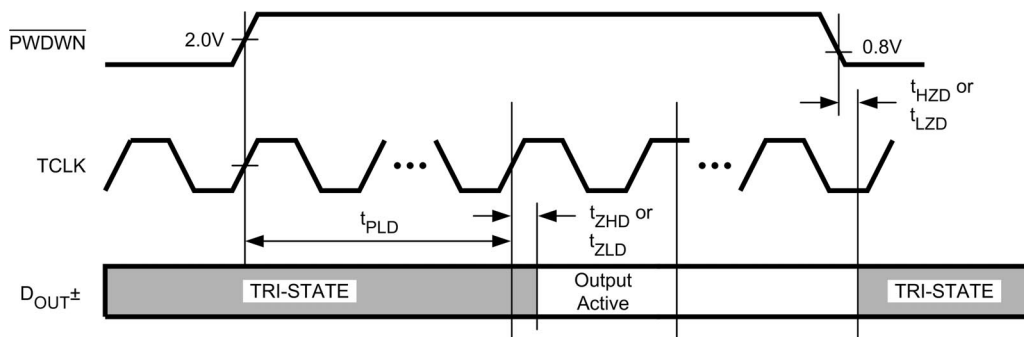 PWDWN
2.0V
0.8V
tHZD or
tLZD
TCLK
•••
•••
tPLD
tZHD or
tZLD
DOUT±
TRI-STATE
Output
Active
TRI-STATE